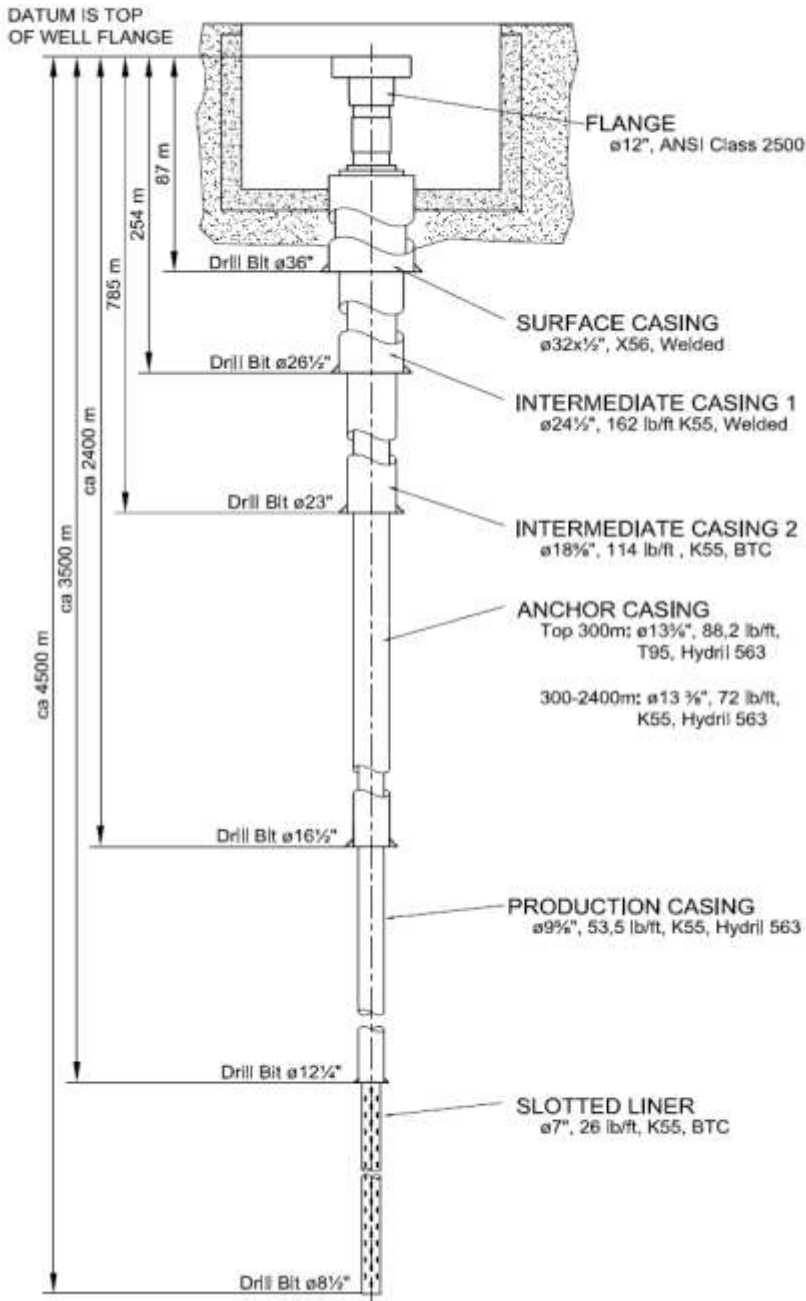 DATUM IS TOP
OF WELL FLANGE
87 m
254 m
785 m
ca 2400 m
ca 3500 m
ca 4500 m
FLANGE
ø12", ANSI Class 2500
Drill Bit ø36"
SURFACE CASING
ø32x½", X56, Welded
Drill Bit ø26½"
INTERMEDIATE CASING 1
ø24½", 162 lb/ft K55, Welded
Drill Bit ø23"
INTERMEDIATE CASING 2
ø18⅝", 114 lb/ft , K55, BTC
ANCHOR CASING
Top 300m: ø13⅜", 88,2 lb/ft,
T95, Hydril 563
300-2400m: ø13 ⅜", 72 lb/ft,
K55, Hydril 563
Drill Bit ø16½"
PRODUCTION CASING
ø9⅝", 53,5 lb/ft, K55, Hydril 563
Drill Bit ø12¼"
SLOTTED LINER
ø7", 26 lb/ft, K55, BTC
Drill Bit ø8½"